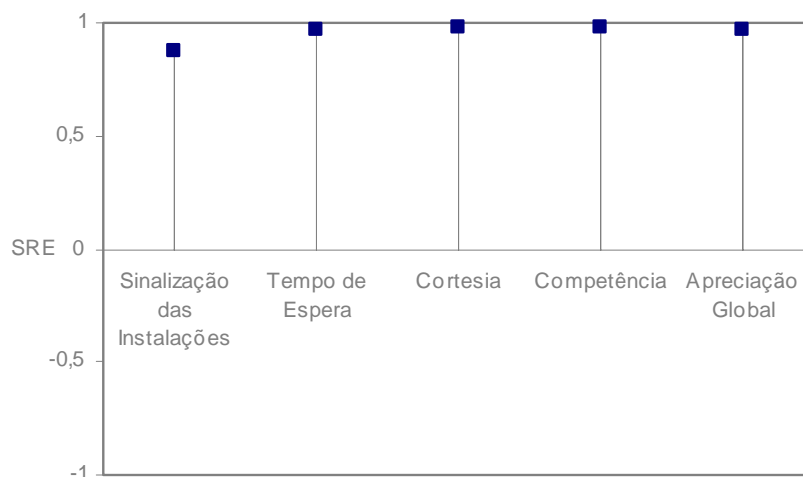 1
0,5
SRE 0
-0,5
-1
Sinalização
das
Instalações
Tempo de
Espera
Cortesia
Competência
Apreciação
Global